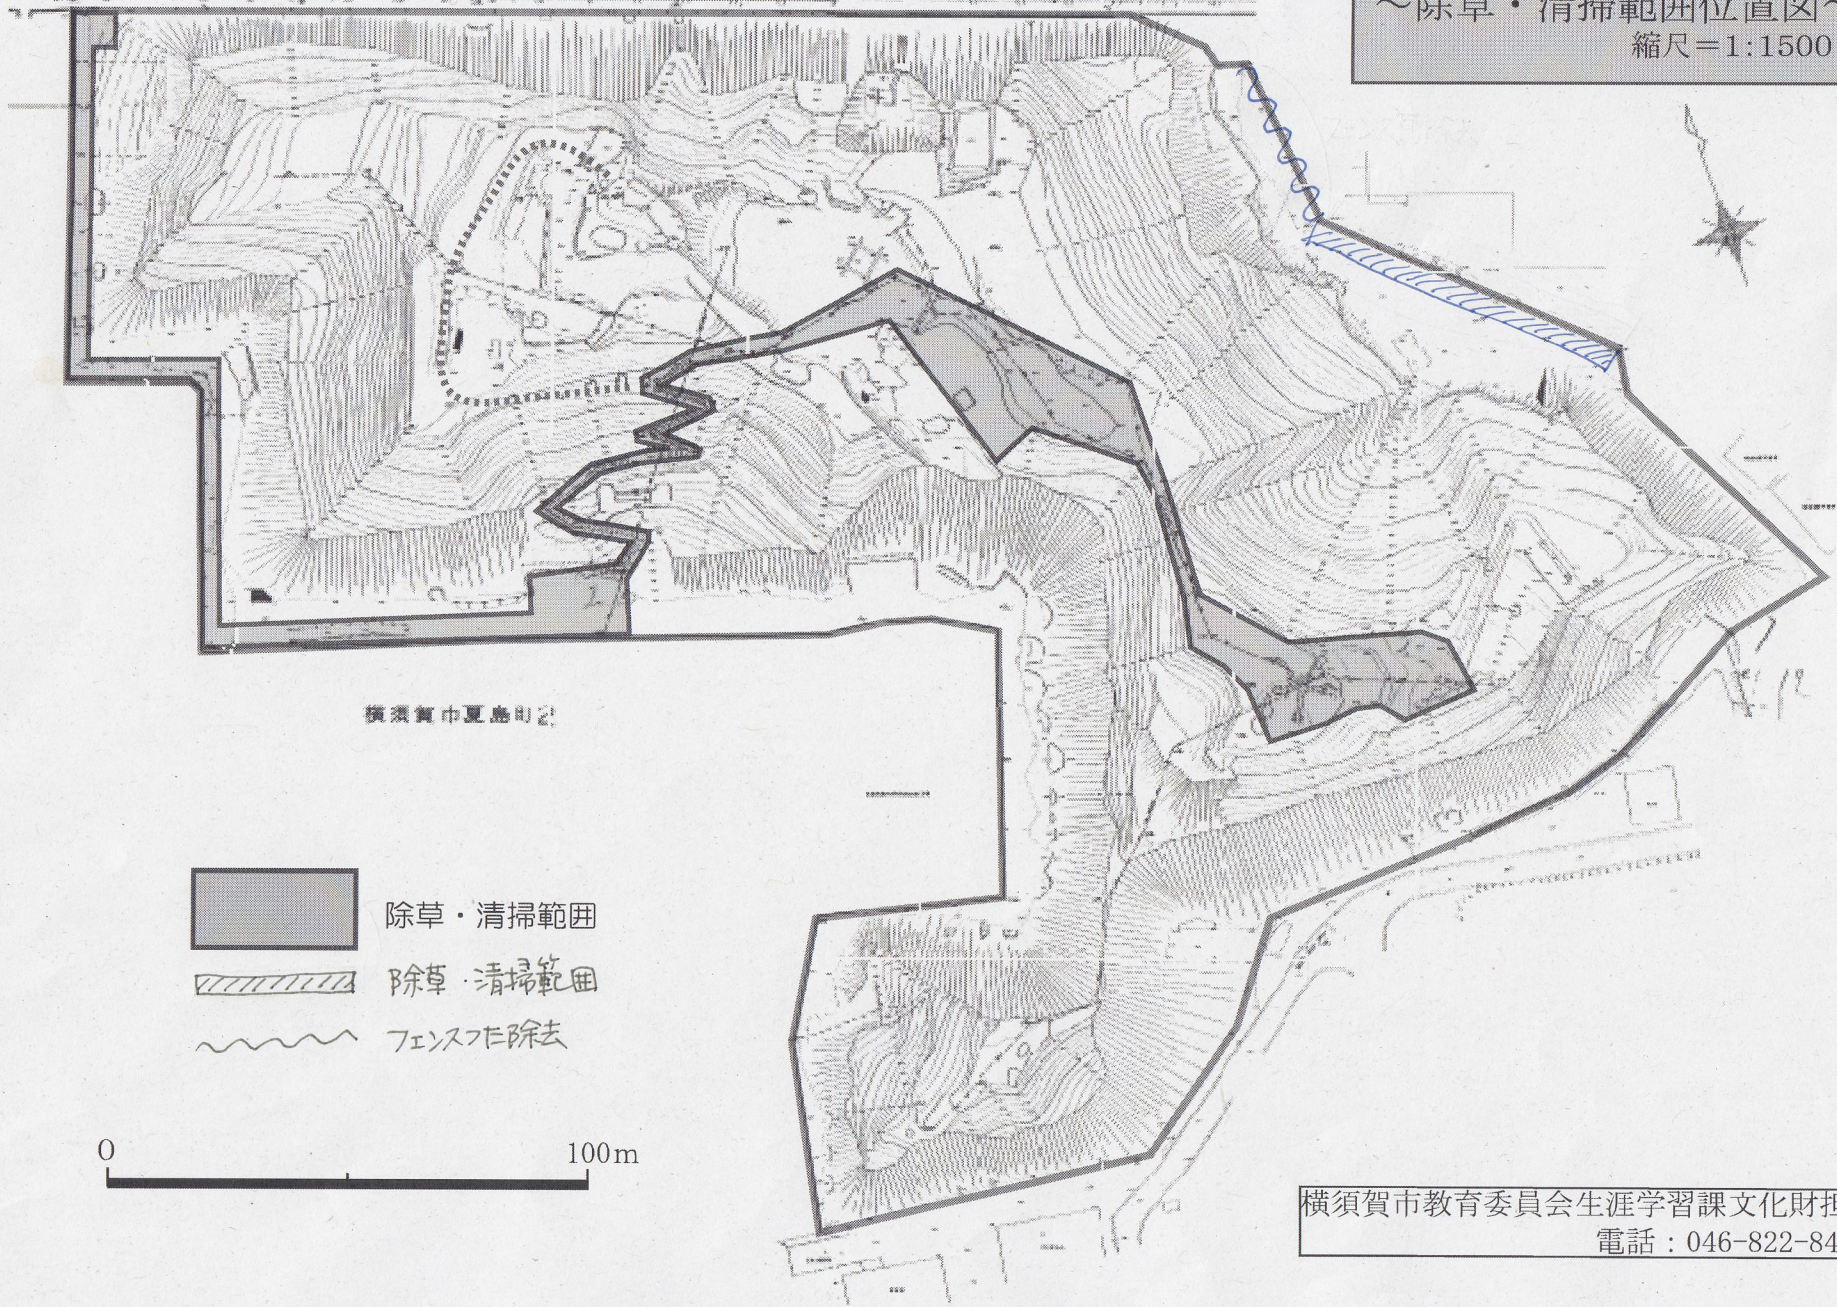 ～除草・清掃範囲位置図～
縮尺＝1:1500
横須賀市夏島町
除草・清掃範囲
除草・清掃範囲
フェンスつた除去
0 100m
横須賀市教育委員会生涯学習課文化財担
電話：046-822-84